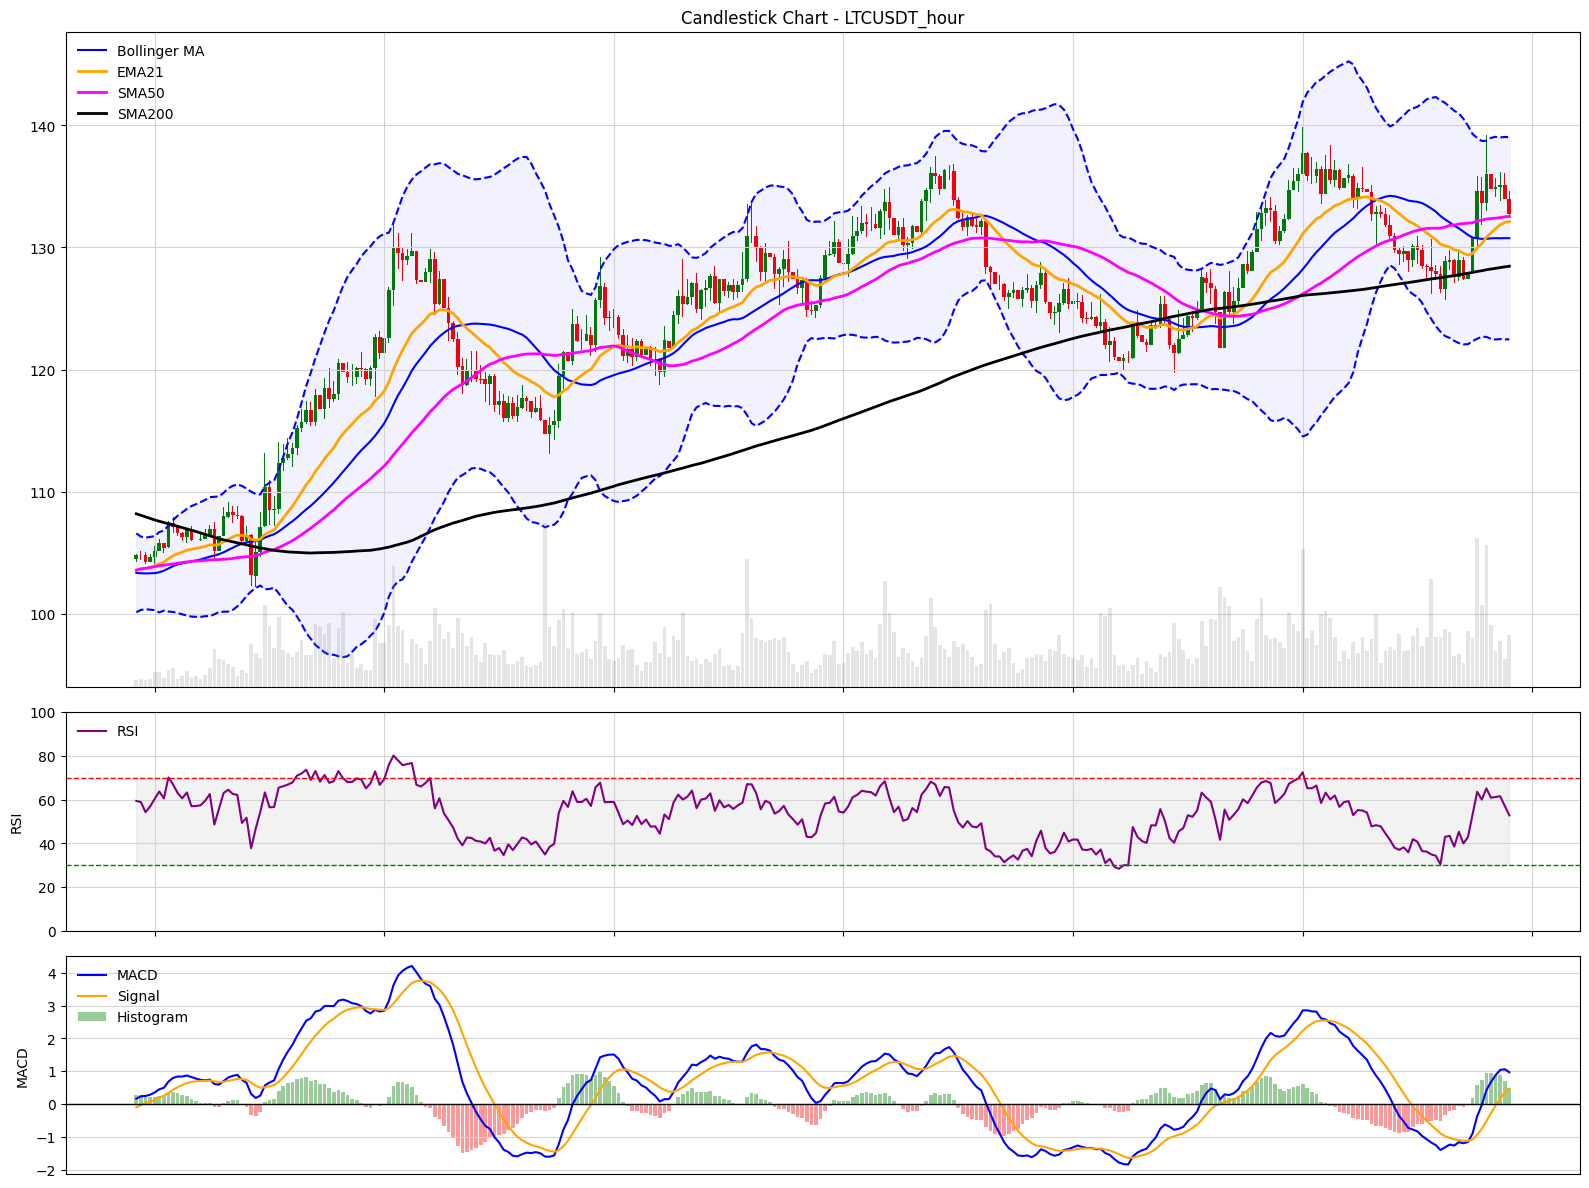 Candlestick Chart - LTCUSDT_hour
Bollinger MA
EMA21
SMA50
SMA200
140
130
120
110
100
100
80
60
40
20
0
RSI
RSI
4
3
2
1
0
−1
−2
MACD
MACD
Signal
Histogram